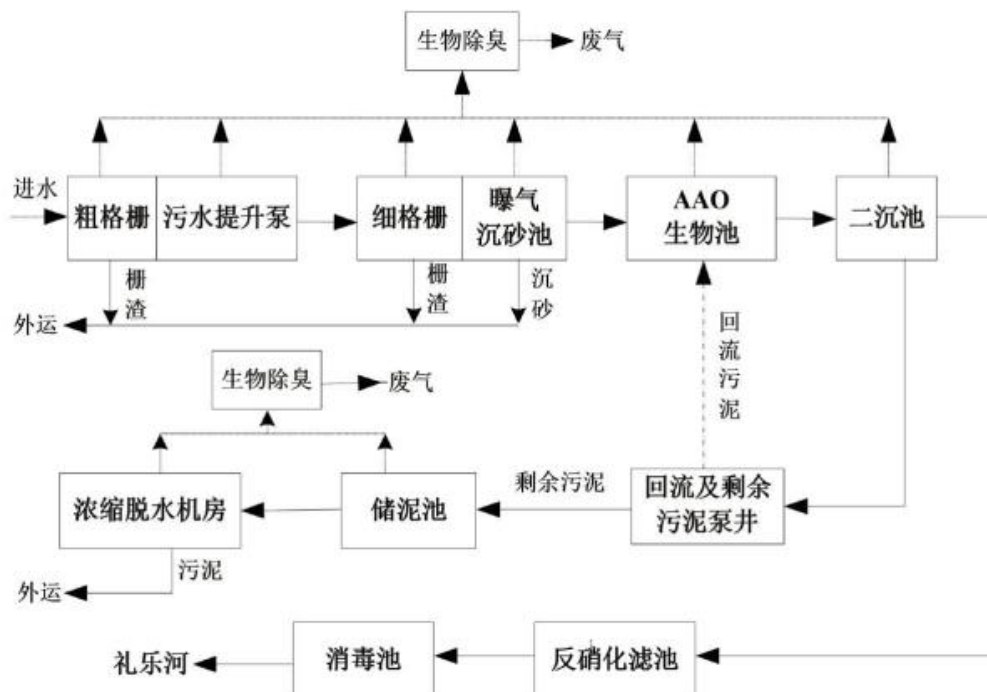 生物除臭
废气
进水
粗格栅
污水提升泵
细格栅
曝气
沉砂池
AAO
生物池
二沉池
栅渣
栅渣
沉砂
外运
回流污泥
生物除臭
废气
浓缩脱水机房
储泥池
剩余污泥
回流及剩余
污泥泵井
污泥
外运
礼乐河
消毒池
反硝化滤池